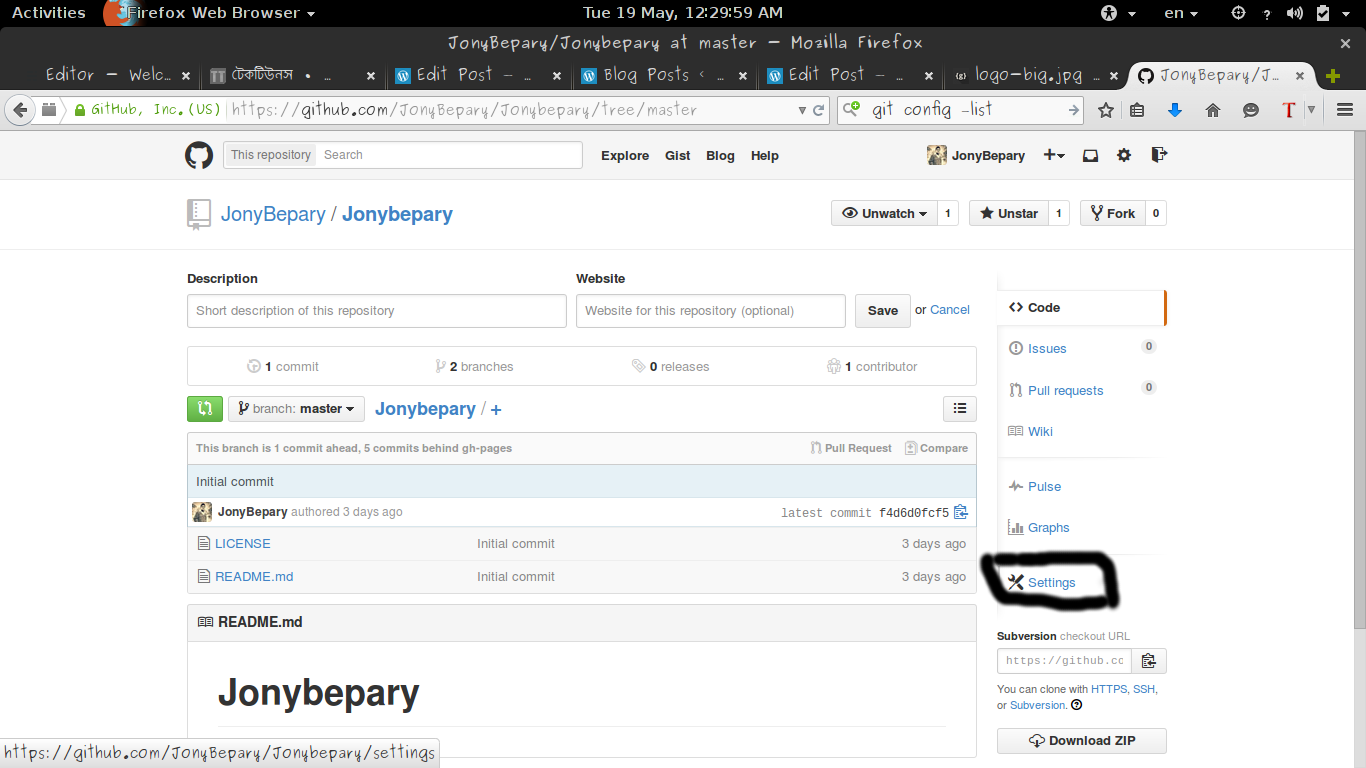 Activities Firefox Web Browser Tue 19 May, 12:29:59 AM en ?
JonyBepary/Jonybepary at master – Mozilla Firefox
Editor – Welc... টেকটিউনস • Edit Post – ... Blog Posts ‹ ... Edit Post – ... logo-big.jpg ... JonyBepary/J...
GitHub, Inc. (US) https://github.com/JonyBepary/Jonybepary/tree/master git config –list
This repository Search Explore Gist Blog Help JonyBepary
JonyBepary / Jonybepary Unwatch 1 Unstar 1 Fork 0
Description Website
Short description of this repository Website for this repository (optional) Save or Cancel
Code
Issues 0
Pull requests 0
Wiki
Pulse
Graphs
Settings
1 commit 2 branches 0 releases 1 contributor
branch: master Jonybepary / +
This branch is 1 commit ahead, 5 commits behind gh-pages Pull Request Compare
Initial commit
JonyBepary authored 3 days ago latest commit f4d6d0fcf5
LICENSE Initial commit 3 days ago
README.md Initial commit 3 days ago
README.md
Jonybepary
Subversion checkout URL
https://github.cc
You can clone with HTTPS, SSH,
or Subversion.
Download ZIP
https://github.com/JonyBepary/Jonybepary/settings